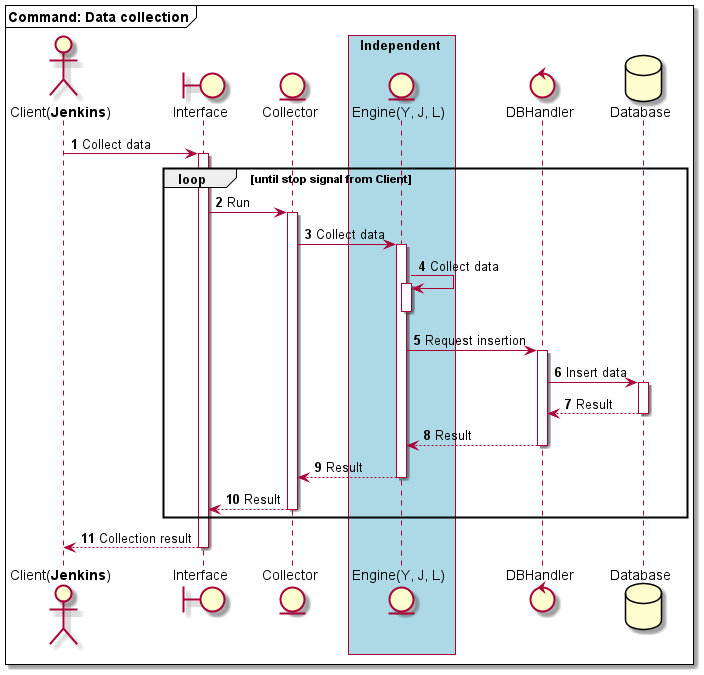 Command: Data collection
Independent
Client(Jenkins)
Interface
Collector
Engine(Y, J, L)
DBHandler
Database
1 Collect data
loop
[until stop signal from Client]
2 Run
3 Collect data
4 Collect data
5 Request insertion
6 Insert data
7 Result
8 Result
9 Result
10 Result
11 Collection result
Client(Jenkins)
Interface
Collector
Engine(Y, J, L)
DBHandler
Database